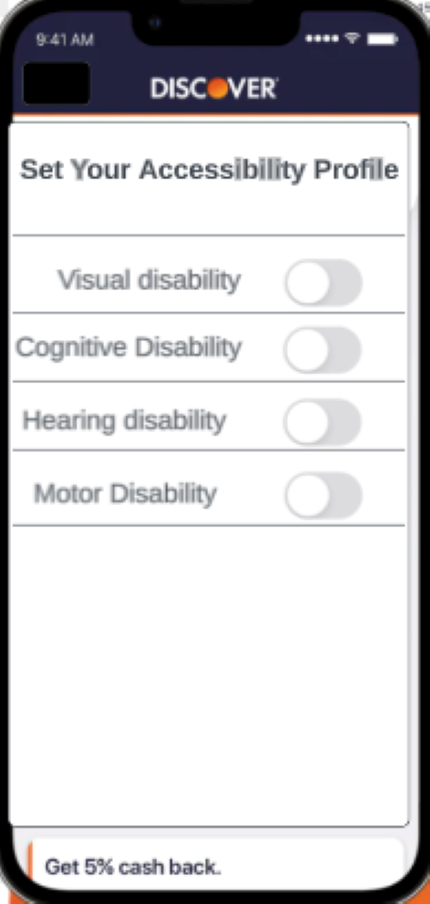 9:41 AM
DISCOVER
Set Your Accessibility Profile
Visual disability
Cognitive Disability
Hearing disability
Motor Disability
Get 5% cash back.